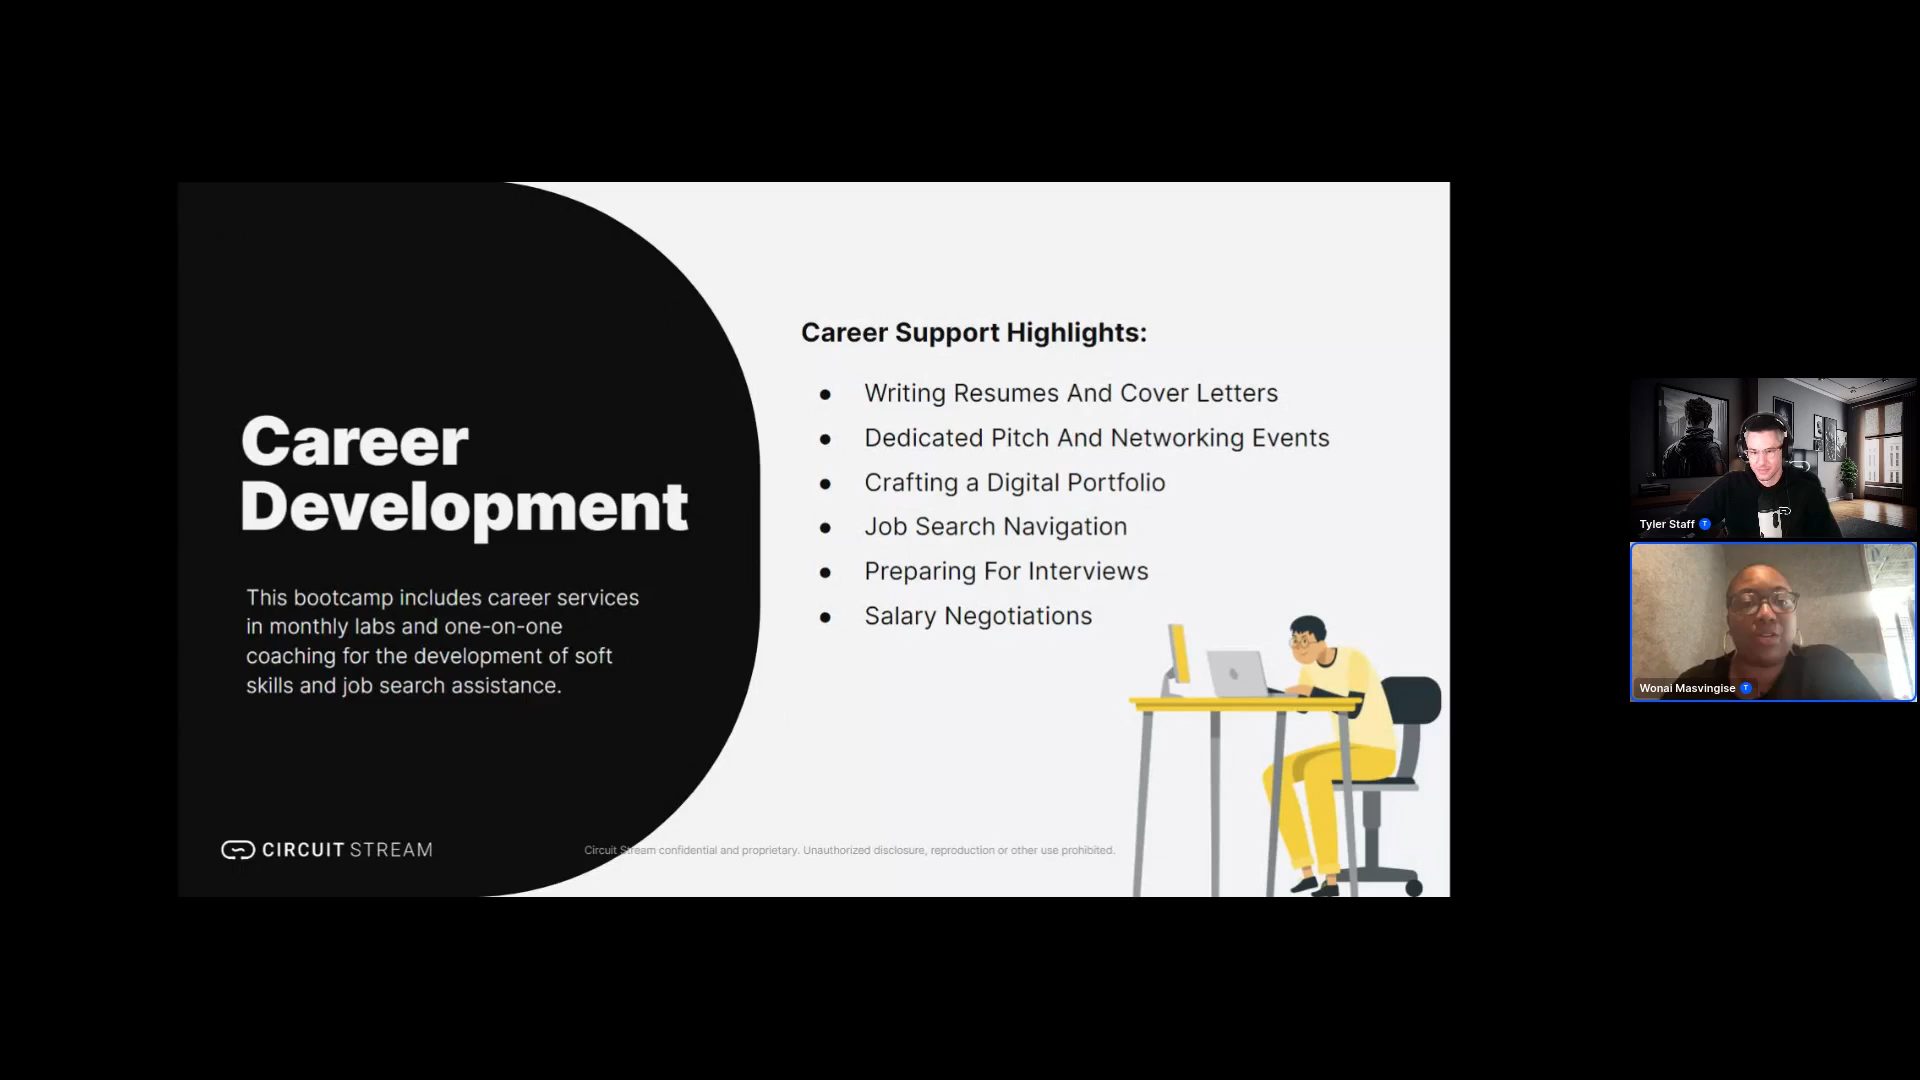 Career
Development
This bootcamp includes career services
in monthly labs and one-on-one
coaching for the development of soft
skills and job search assistance.
CIRCUIT STREAM
Career Support Highlights:
● Writing Resumes And Cover Letters
● Dedicated Pitch And Networking Events
● Crafting a Digital Portfolio
● Job Search Navigation
● Preparing For Interviews
● Salary Negotiations
Circuit Stream confidential and proprietary. Unauthorized disclosure, reproduction or other use prohibited.
Tyler Staff T
Wonai Masvingise T